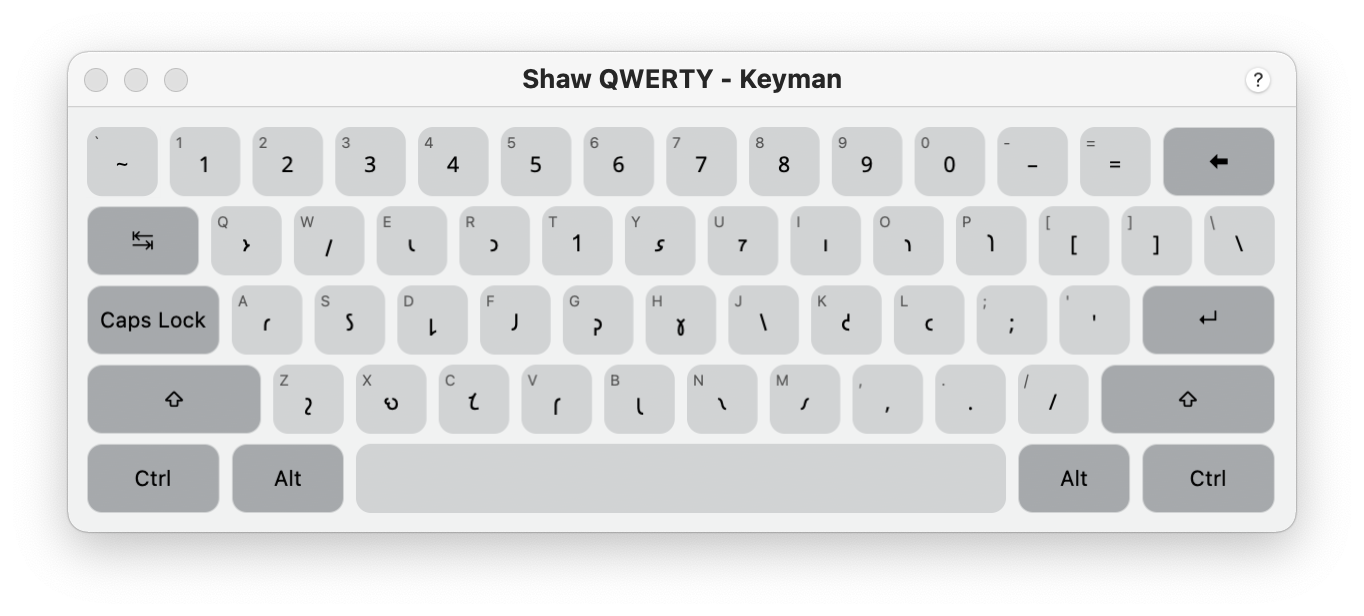 Shaw QWERTY - Keyman ?
` ~ 1 1 2 2 3 3 4 4 5 5 6 6 7 7 8 8 9 9 0 0 - – = =
Q 𐑲 W 𐑢 E 𐑧 R 𐑮 T 𐑑 Y 𐑭 U 𐑳 I 𐑦 O 𐑪 P 𐑐 [ [ ] ] \ \
Caps Lock A 𐑨 S 𐑕 D 𐑛 F 𐑓 G 𐑜 H 𐑣 J 𐑘 K 𐑒 L 𐑤 ; ; ' '
Z 𐑟 X 𐑻 C 𐑗 V 𐑝 B 𐑚 N 𐑯 M 𐑥 , , . . / /
Ctrl Alt Alt Ctrl